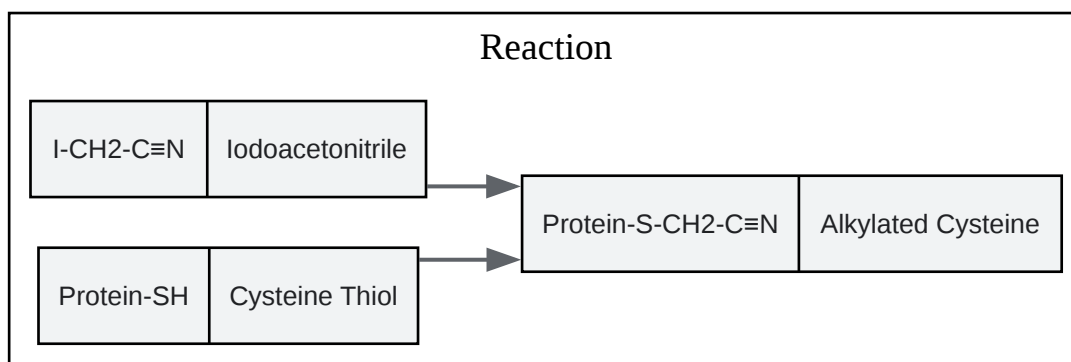 Reaction
I-CH2-C≡N Iodoacetonitrile
Protein-S-CH2-C≡N Alkylated Cysteine
Protein-SH Cysteine Thiol